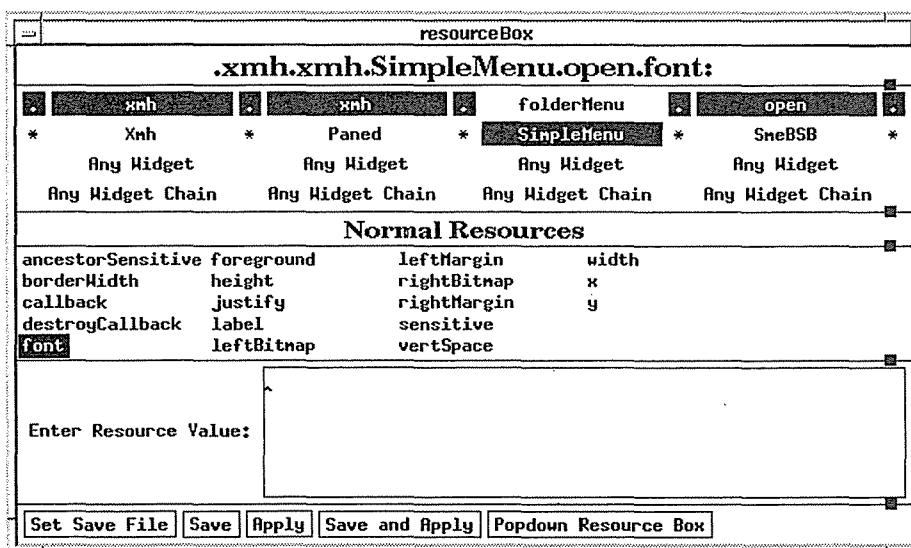 resourceBox
.xmh.xmh.SimpleMenu.open.font:
. xmh . xmh . folderMenu . open .
* Xmh * Paned * SimpleMenu * SmeBSB *
Any Widget Any Widget Any Widget Any Widget
Any Widget Chain Any Widget Chain Any Widget Chain Any Widget Chain
Normal Resources
ancestorSensitive foreground leftMargin width
borderWidth height rightBitmap x
callback justify rightMargin y
destroyCallback label sensitive
font leftBitmap vertSpace
Enter Resource Value:
Set Save File Save Apply Save and Apply Popdown Resource Box